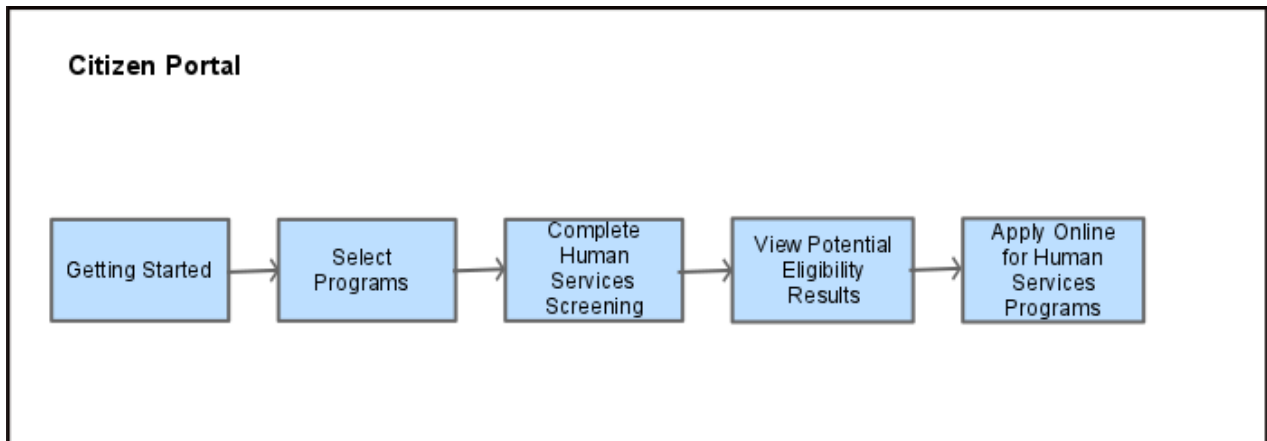 Citizen Portal
Getting Started
Select
Programs
Complete
Human
Services
Screening
View Potential
Eligibility
Results
Apply Online
for Human
Services
Programs